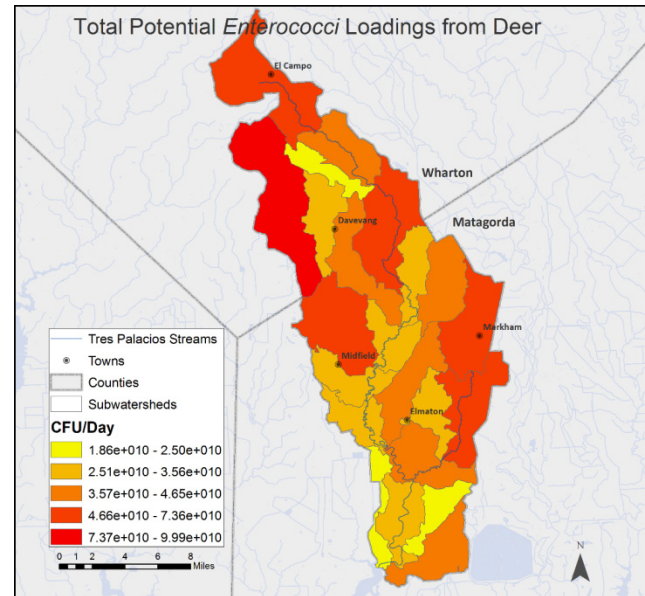 Total Potential Enterococci Loadings from Deer
El Campo
Wharton
Matagorda
Davevang
Markham
Midfield
Elmaton
Tres Palacios Streams
Towns
Counties
Subwatersheds
CFU/Day
1.86e+010 - 2.50e+010
2.51e+010 - 3.56e+010
3.57e+010 - 4.65e+010
4.66e+010 - 7.36e+010
7.37e+010 - 9.99e+010
0 1 2 4 6 8
Miles
N